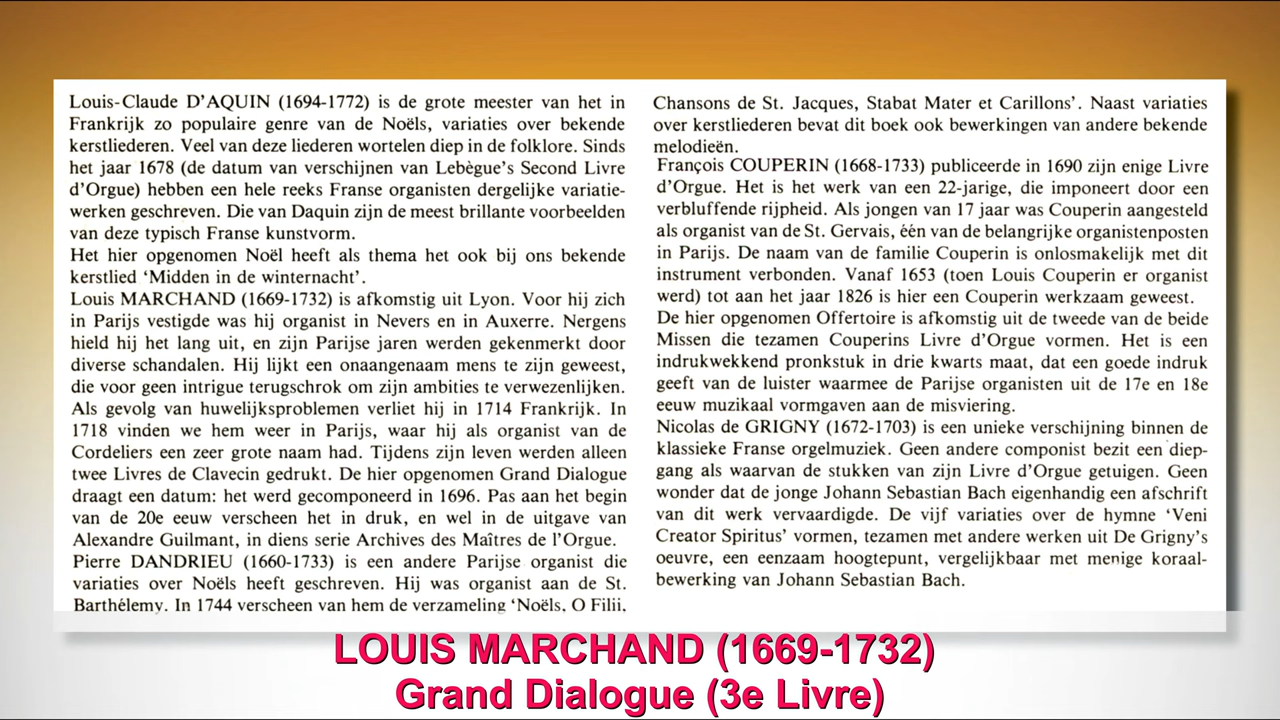 Louis-Claude D'AQUIN (1694-1772) is de grote meester van het in
Frankrijk zo populaire genre van de Noëls, variaties over bekende
kerstliederen. Veel van deze liederen wortelen diep in de folklore. Sinds
het jaar 1678 (de datum van verschijnen van Lebègue's Second Livre
d'Orgue) hebben een hele reeks Franse organisten dergelijke variatie-
werken geschreven. Die van Daquin zijn de meest brillante voorbeelden
van deze typisch Franse kunstvorm.
Het hier opgenomen Noël heeft als thema het ook bij ons bekende
kerstlied 'Midden in de winternacht'.
Louis MARCHAND (1669-1732) is afkomstig uit Lyon. Voor hij zich
in Parijs vestigde was hij organist in Nevers en in Auxerre. Nergens
hield hij het lang uit, en zijn Parijse jaren werden gekenmerkt door
diverse schandalen. Hij lijkt een onaangenaam mens te zijn geweest,
die voor geen intrigue terugschrok om zijn ambities te verwezenlijken.
Als gevolg van huwelijksproblemen verliet hij in 1714 Frankrijk. In
1718 vinden we hem weer in Parijs, waar hij als organist van de
Cordeliers een zeer grote naam had. Tijdens zijn leven werden alleen
twee Livres de Clavecin gedrukt. De hier opgenomen Grand Dialogue
draagt een datum: het werd gecomponeerd in 1696. Pas aan het begin
van de 20e eeuw verscheen het in druk, en wel in de uitgave van
Alexandre Guilmant, in diens serie Archives des Maîtres de l'Orgue.
Pierre DANDRIEU (1660-1733) is een andere Parijse organist die
variaties over Noëls heeft geschreven. Hij was organist aan de St.
Barthélemy. In 1744 verscheen van hem de verzameling 'Noëls, O Filii,
Chansons de St. Jacques, Stabat Mater et Carillons'. Naast variaties
over kerstliederen bevat dit boek ook bewerkingen van andere bekende
melodieën.
François COUPERIN (1668-1733) publiceerde in 1690 zijn enige Livre
d'Orgue. Het is het werk van een 22-jarige, die imponeert door een
verbluffende rijpheid. Als jongen van 17 jaar was Couperin aangesteld
als organist van de St. Gervais, één van de belangrijke organistenposten
in Parijs. De naam van de familie Couperin is onlosmakelijk met dit
instrument verbonden. Vanaf 1653 (toen Louis Couperin er organist
werd) tot aan het jaar 1826 is hier een Couperin werkzaam geweest.
De hier opgenomen Offertoire is afkomstig uit de tweede van de beide
Missen die tezamen Couperins Livre d'Orgue vormen. Het is een
indrukwekkend pronkstuk in drie kwarts maat, dat een goede indruk
geeft van de luister waarmee de Parijse organisten uit de 17e en 18e
eeuw muzikaal vormgaven aan de misviering.
Nicolas de GRIGNY (1672-1703) is een unieke verschijning binnen de
klassieke Franse orgelmuziek. Geen andere componist bezit een diep-
gang als waarvan de stukken van zijn Livre d'Orgue getuigen. Geen
wonder dat de jonge Johann Sebastian Bach eigenhandig een afschrift
van dit werk vervaardigde. De vijf variaties over de hymne 'Veni
Creator Spiritus' vormen, tezamen met andere werken uit De Grigny's
oeuvre, een eenzaam hoogtepunt, vergelijkbaar met menige koraal-
bewerking van Johann Sebastian Bach.
LOUIS MARCHAND (1669-1732)
Grand Dialogue (3e Livre)